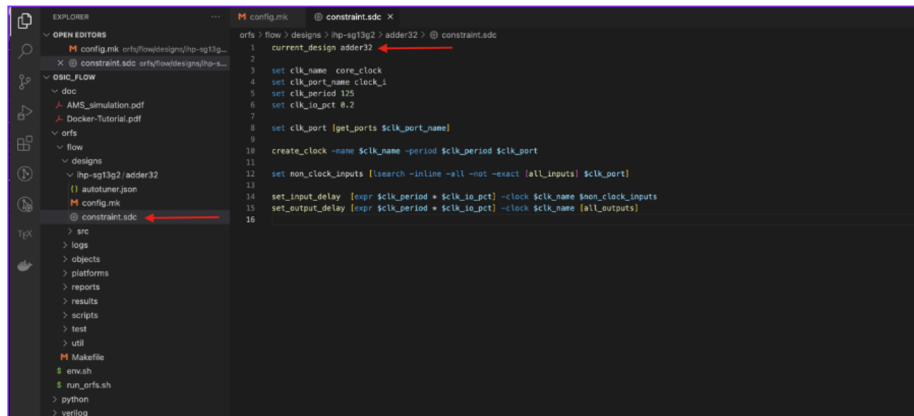 EXPLORER
OPEN EDITORS
config.mk orfs/flow/designs/ihp-sg13g...
constraint.sdc orfs/flow/designs/ihp-s...
OSIC_FLOW
doc
AMS_simulation.pdf
Docker-Tutorial.pdf
orfs
flow
designs
ihp-sg13g2/adder32
{} autotuner.json
config.mk
constraint.sdc
src
logs
objects
platforms
reports
results
scripts
test
util
Makefile
$ env.sh
$ run_orfs.sh
python
verilog
TEX
config.mk
constraint.sdc
orfs > flow > designs > ihp-sg13g2 > adder32 > constraint.sdc
1 current_design adder32
2
3 set clk_name core_clock
4 set clk_port_name clock_i
5 set clk_period 125
6 set clk_io_pct 0.2
7
8 set clk_port [get_ports $clk_port_name]
9
10 create_clock -name $clk_name -period $clk_period $clk_port
11
12 set non_clock_inputs [lsearch -inline -all -not -exact [all_inputs] $clk_port]
13
14 set_input_delay [expr $clk_period * $clk_io_pct] -clock $clk_name $non_clock_inputs
15 set_output_delay [expr $clk_period * $clk_io_pct] -clock $clk_name [all_outputs]
16